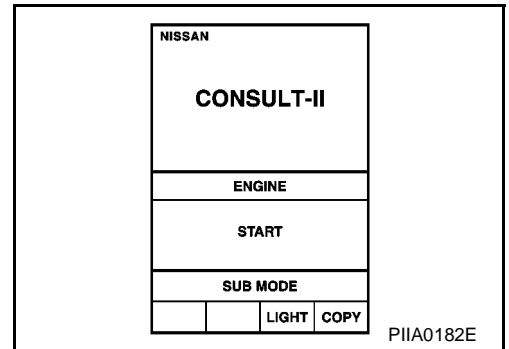 NISSAN
CONSULT-II
ENGINE
START
SUB MODE
LIGHT COPY
PIIA0182E